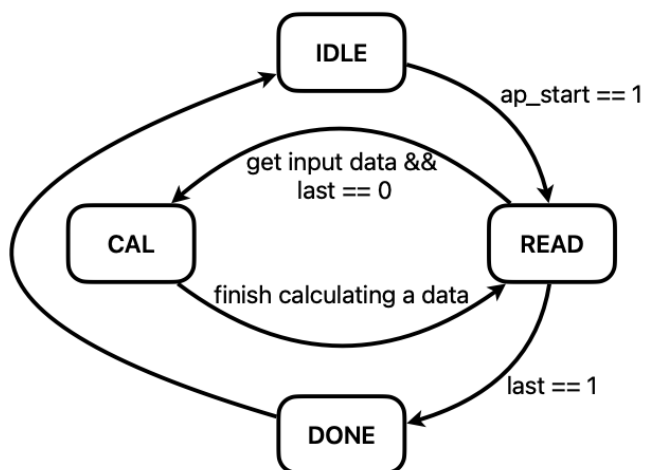 IDLE
ap_start == 1
get input data &&
last == 0
CAL
READ
finish calculating a data
last == 1
DONE